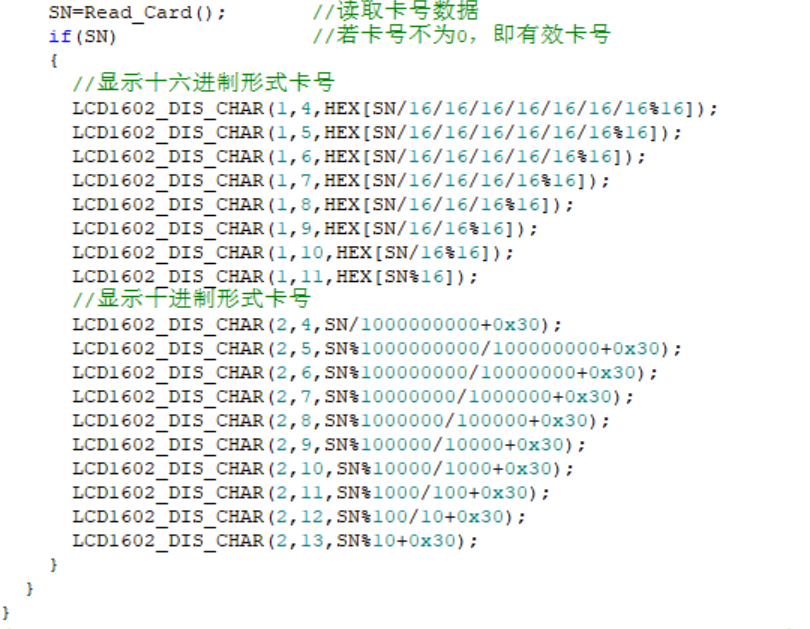 SN=Read_Card();       //读取卡号数据
if(SN)                //若卡号不为0，即有效卡号
{
//显示十六进制形式卡号
LCD1602_DIS_CHAR(1,4,HEX[SN/16/16/16/16/16/16/16%16]);
LCD1602_DIS_CHAR(1,5,HEX[SN/16/16/16/16/16/16%16]);
LCD1602_DIS_CHAR(1,6,HEX[SN/16/16/16/16/16%16]);
LCD1602_DIS_CHAR(1,7,HEX[SN/16/16/16/16%16]);
LCD1602_DIS_CHAR(1,8,HEX[SN/16/16/16%16]);
LCD1602_DIS_CHAR(1,9,HEX[SN/16/16%16]);
LCD1602_DIS_CHAR(1,10,HEX[SN/16%16]);
LCD1602_DIS_CHAR(1,11,HEX[SN%16]);
//显示十进制形式卡号
LCD1602_DIS_CHAR(2,4,SN/1000000000+0x30);
LCD1602_DIS_CHAR(2,5,SN%1000000000/100000000+0x30);
LCD1602_DIS_CHAR(2,6,SN%100000000/10000000+0x30);
LCD1602_DIS_CHAR(2,7,SN%10000000/1000000+0x30);
LCD1602_DIS_CHAR(2,8,SN%1000000/100000+0x30);
LCD1602_DIS_CHAR(2,9,SN%100000/10000+0x30);
LCD1602_DIS_CHAR(2,10,SN%10000/1000+0x30);
LCD1602_DIS_CHAR(2,11,SN%1000/100+0x30);
LCD1602_DIS_CHAR(2,12,SN%100/10+0x30);
LCD1602_DIS_CHAR(2,13,SN%10+0x30);
}
}
}